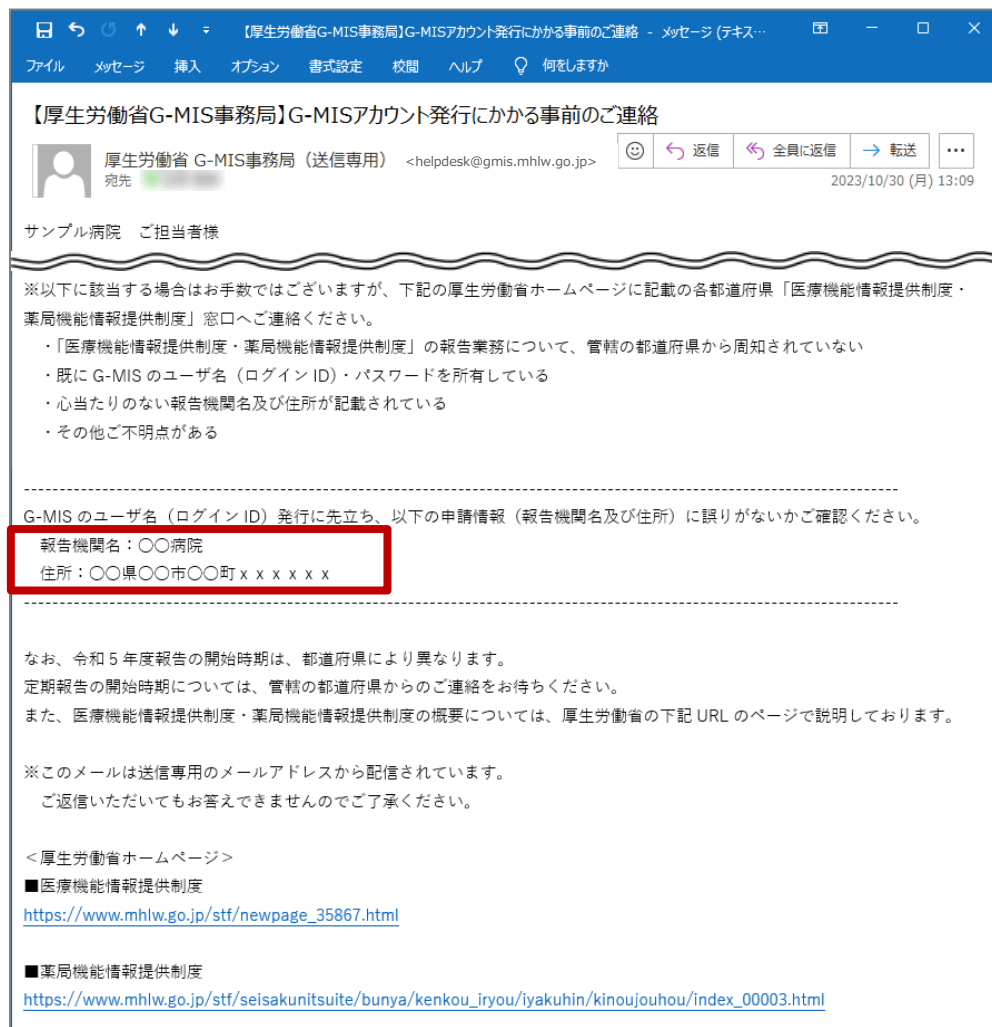 【厚生労働省G-MIS事務局】G-MISアカウント発行にかかる事前のご連絡 - メッセージ (テキス…
ファイル メッセージ 挿入 オプション 書式設定 校閲 ヘルプ 何をしますか
【厚生労働省G-MIS事務局】G-MISアカウント発行にかかる事前のご連絡
厚生労働省 G-MIS事務局（送信専用） <helpdesk@gmis.mhlw.go.jp>
返信 全員に返信 転送 …
宛先
2023/10/30 (月) 13:09
サンプル病院　ご担当者様
※以下に該当する場合はお手数ではございますが、下記の厚生労働省ホームページに記載の各都道府県「医療機能情報提供制度・
薬局機能情報提供制度」窓口へご連絡ください。
・「医療機能情報提供制度・薬局機能情報提供制度」の報告業務について、管轄の都道府県から周知されていない
・既に G-MIS のユーザ名（ログイン ID）・パスワードを所有している
・心当たりのない報告機関名及び住所が記載されている
・その他ご不明点がある
--------------------------------------------------------------------------------
G-MIS のユーザ名（ログイン ID）発行に先立ち、以下の申請情報（報告機関名及び住所）に誤りがないかご確認ください。
報告機関名：〇〇病院
住所：〇〇県〇〇市〇〇町ｘｘｘｘｘｘ
--------------------------------------------------------------------------------
なお、令和５年度報告の開始時期は、都道府県により異なります。
定期報告の開始時期については、管轄の都道府県からのご連絡をお待ちください。
また、医療機能情報提供制度・薬局機能情報提供制度の概要については、厚生労働省の下記 URL のページで説明しております。
※このメールは送信専用のメールアドレスから配信されています。
ご返信いただいてもお答えできませんのでご了承ください。
＜厚生労働省ホームページ＞
■医療機能情報提供制度
https://www.mhlw.go.jp/stf/newpage_35867.html
■薬局機能情報提供制度
https://www.mhlw.go.jp/stf/seisakunitsuite/bunya/kenkou_iryou/iyakuhin/kinoujouhou/index_00003.html